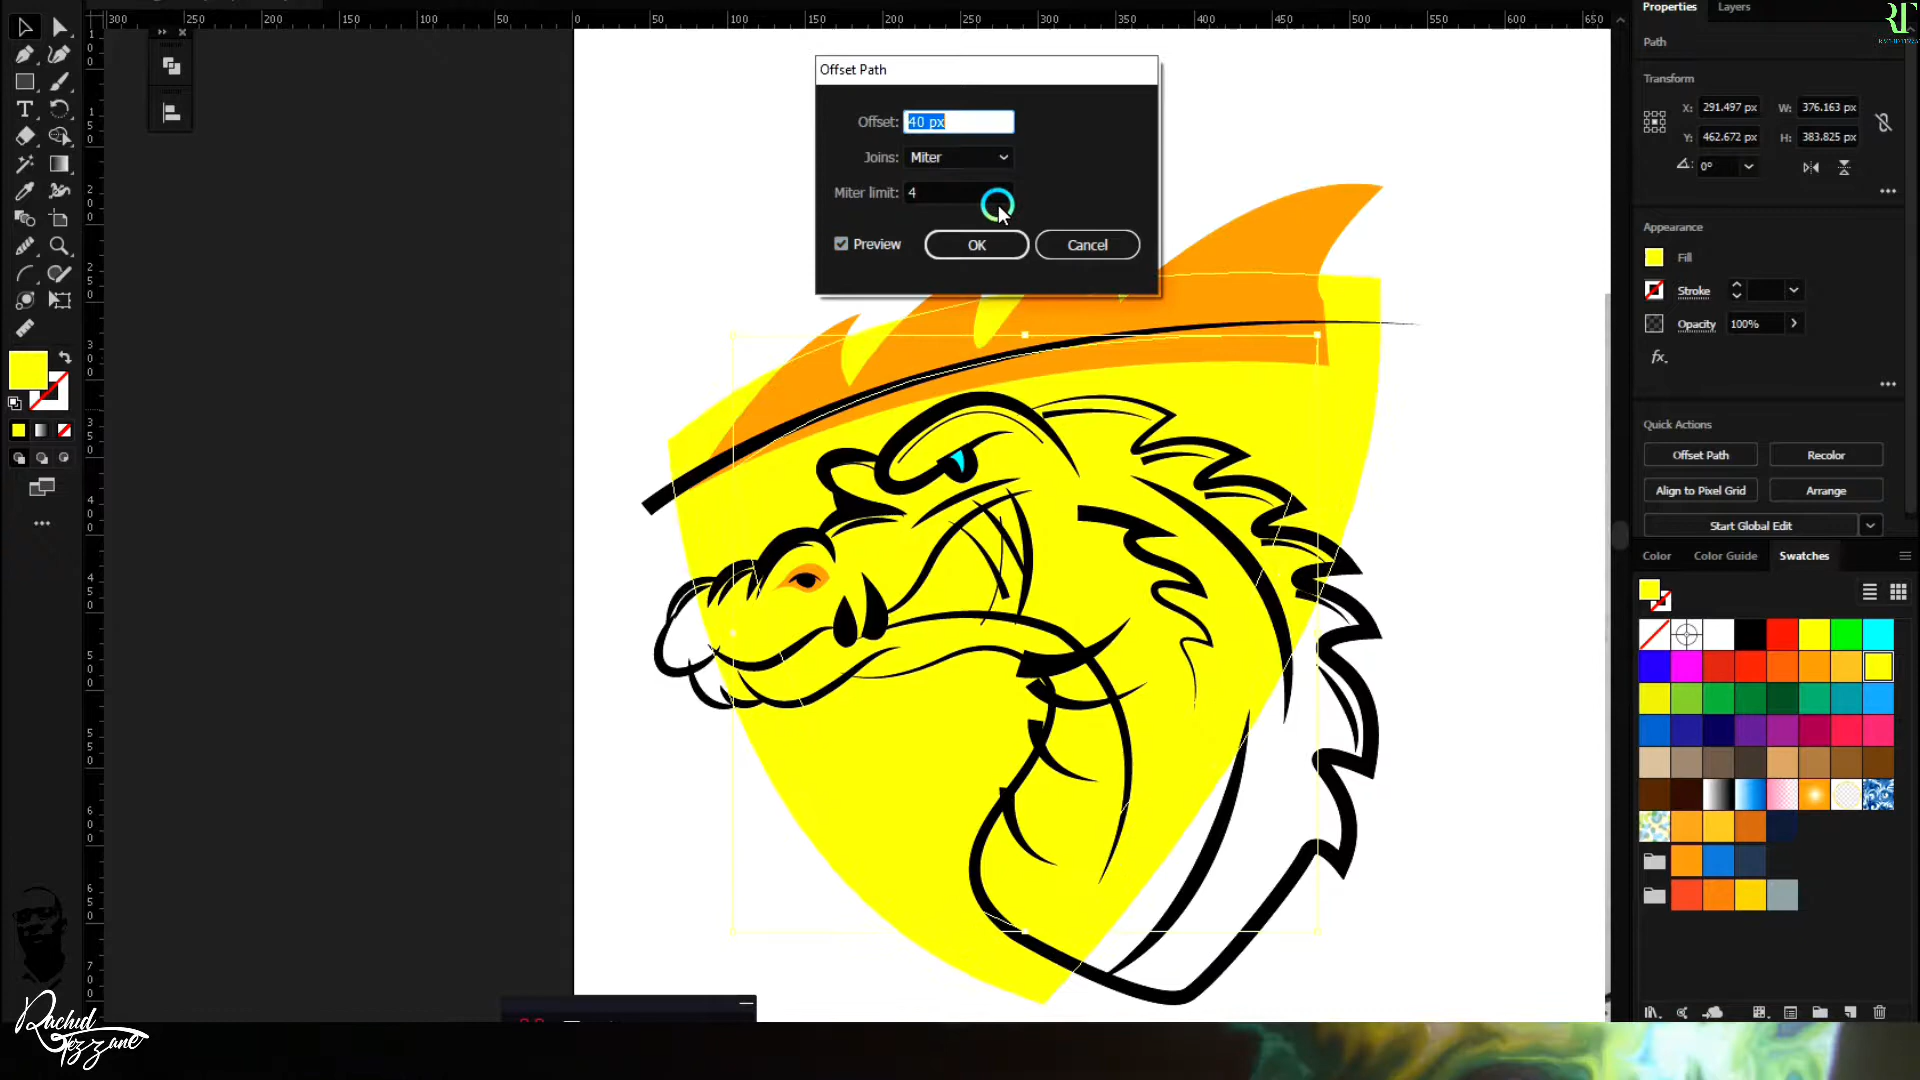 300 250 200 150 100 50 0 50 100 150 200 250 300 350 400 450 500 550 600 650
Properties Layers
Path
Transform
X: 291.497 px W: 376.163 px
Y: 462.672 px H: 383.825 px
0°
Offset Path
Offset: 40 px
Joins: Miter
Miter limit: 4
Preview OK Cancel
Appearance
Fill
Stroke
Opacity 100%
fx.
Quick Actions
Offset Path Recolor
Align to Pixel Grid Arrange
Start Global Edit
Color Color Guide Swatches
Rachid
Tezzane